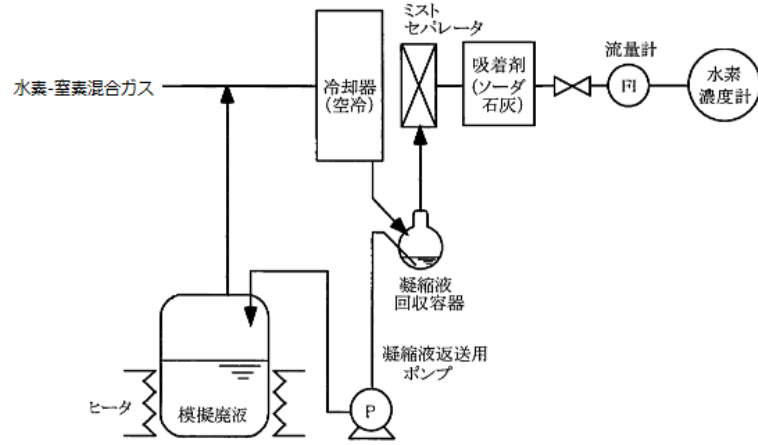 ミスト
セパレータ
水素-窒素混合ガス
冷却器
(空冷)
吸着剤
(ソーダ
石灰)
流量計
FI
水素
濃度計
凝縮液
回収容器
凝縮液返送用
ポンプ
P
ヒータ
模擬廃液